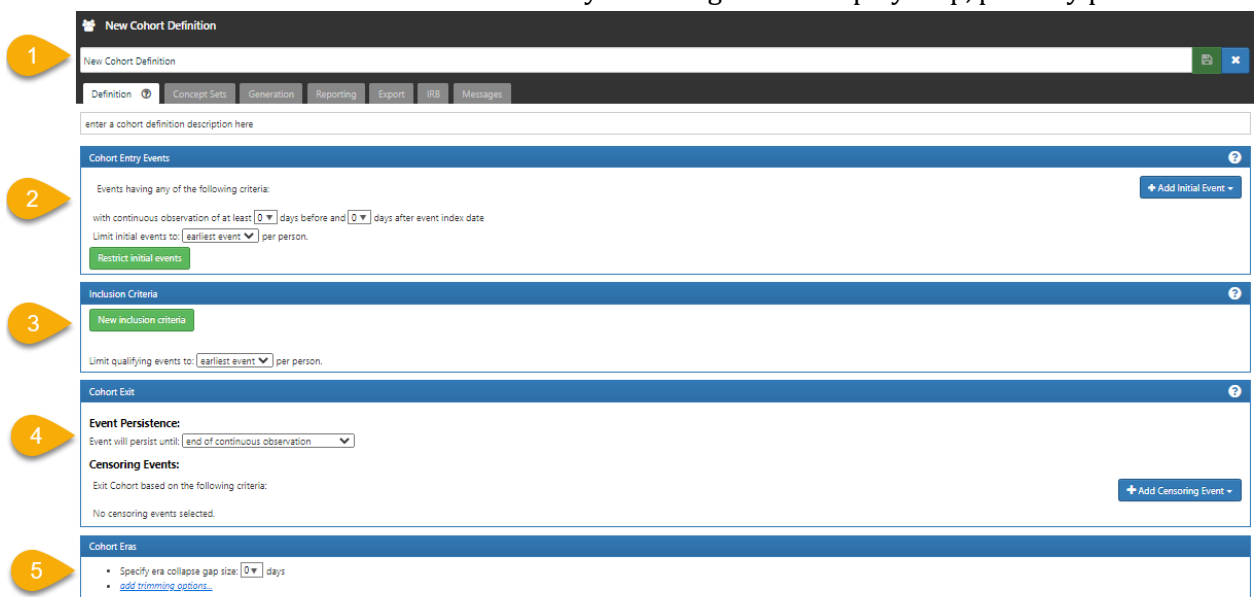 New Cohort Definition
1
New Cohort Definition
Definition Concept Sets Generation Reporting Export IRB Messages
enter a cohort definition description here
Cohort Entry Events
2
Events having any of the following criteria:
+ Add Initial Event
with continuous observation of at least 0 days before and 0 days after event index date
Limit initial events to: earliest event per person.
Restrict initial events
Inclusion Criteria
3
New inclusion criteria
Limit qualifying events to: earliest event per person.
Cohort Exit
4
Event Persistence:
Event will persist until: end of continuous observation
Censoring Events:
Exit Cohort based on the following criteria:
+ Add Censoring Event
No censoring events selected.
Cohort Eras
5
• Specify era collapse gap size: 0 days
• add trimming options...